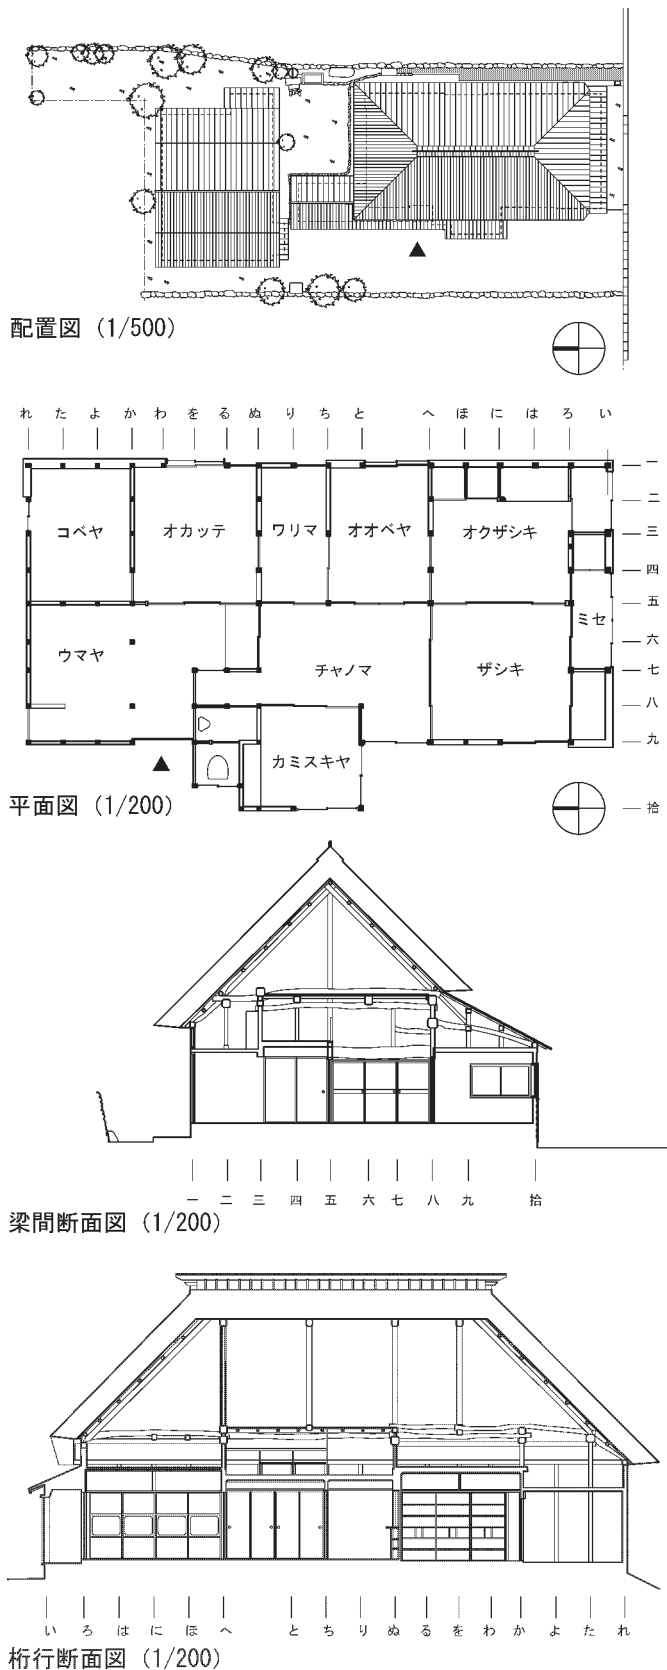 配置図 (1/500)
れ た よ か わ を る ぬ り ち と へ ほ に は ろ い
一
二
三
四
五
六
七
八
九
拾
コベヤ オカッテ ワリマ オオベヤ オクザシキ
ミセ
ウマヤ チャノマ ザシキ
カミスキヤ
平面図 (1/200)
一 二 三 四 五 六 七 八 九 拾
梁間断面図 (1/200)
い ろ は に ほ へ と ち り ぬ る を わ か よ た れ
桁行断面図 (1/200)